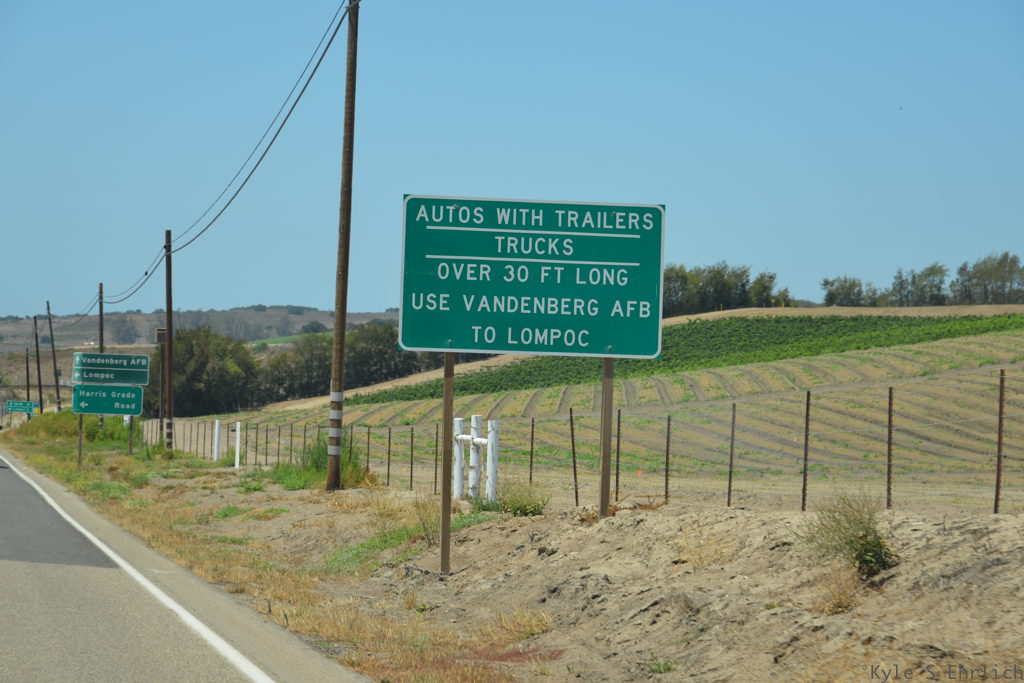 AUTOS WITH TRAILERS
TRUCKS
OVER 30 FT LONG
USE VANDENBERG AFB
TO LOMPOC
Vandenberg AFB
Lompoc
Harris Grade
Road
°Kyle S Ehrlich